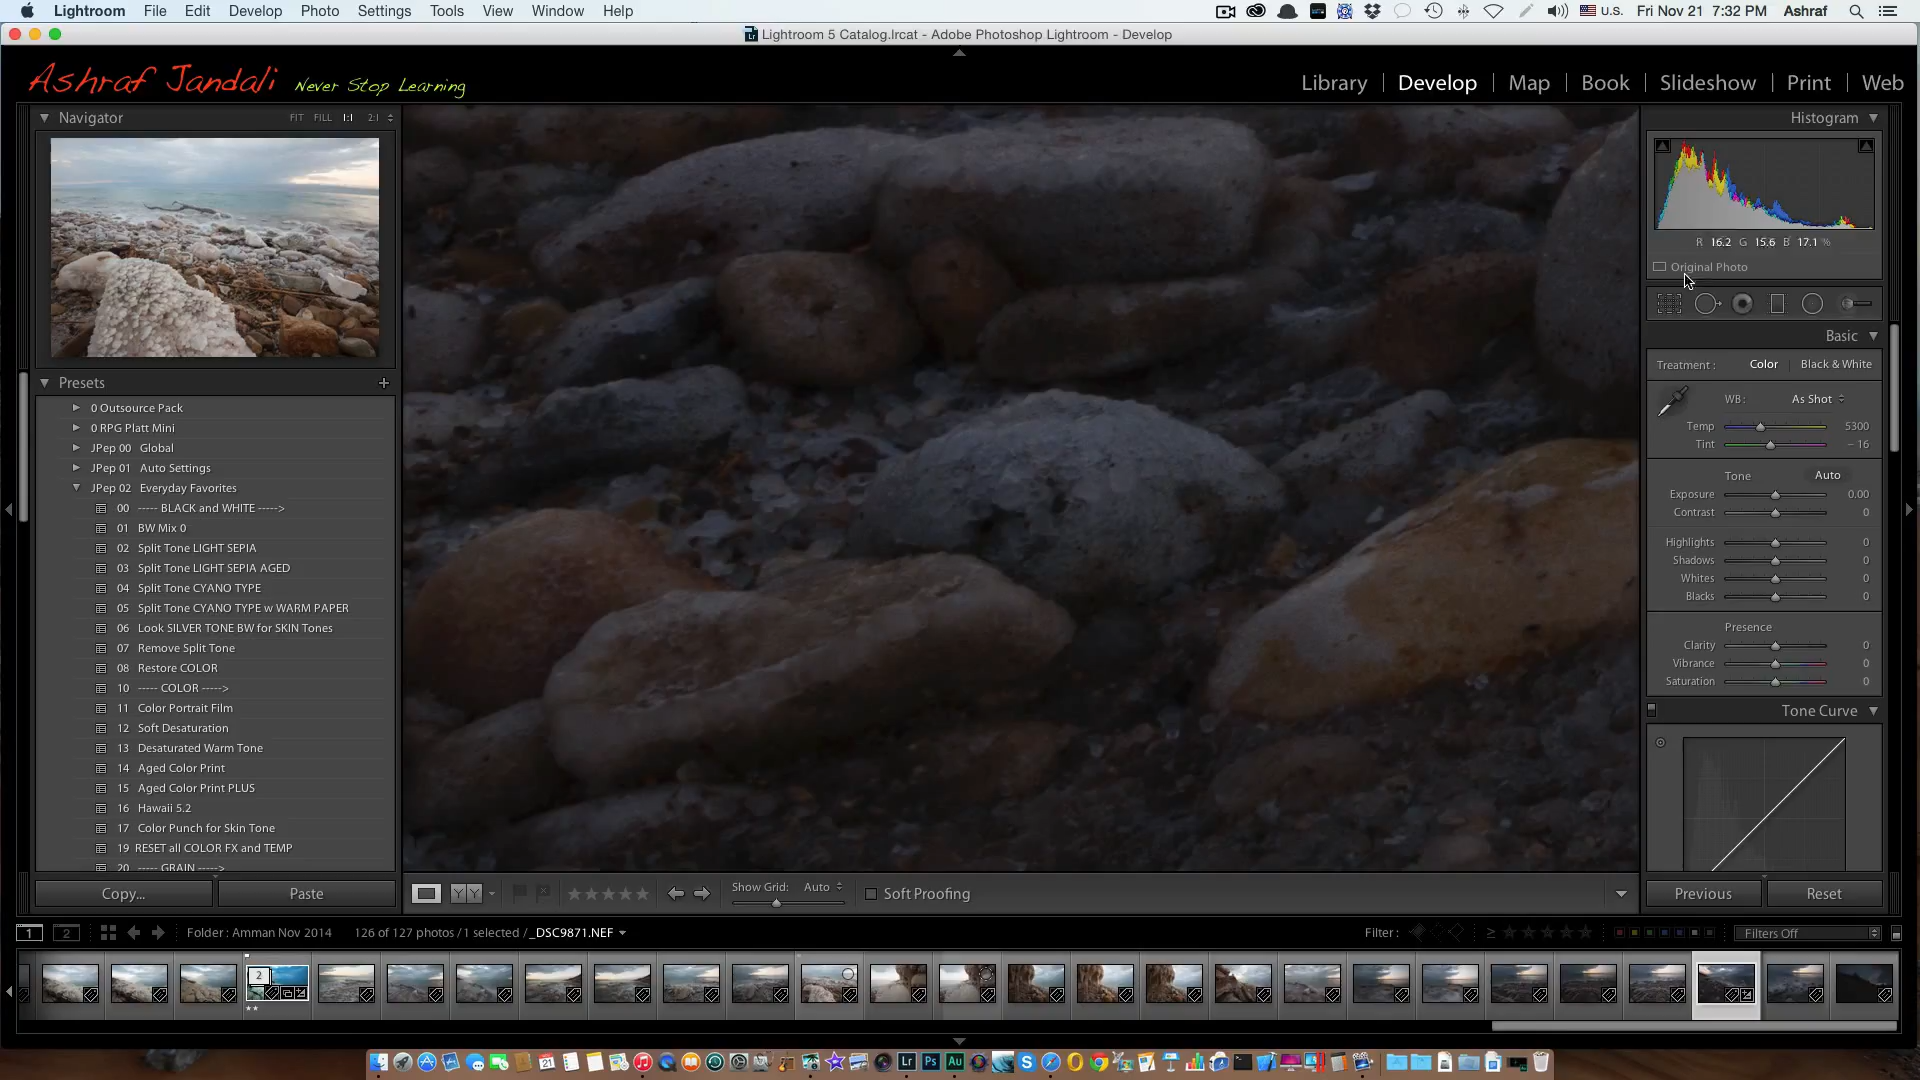 Lightroom File Edit Develop Photo Settings Tools View Window Help U.S. Fri Nov 21 7:32 PM Ashraf
Lightroom 5 Catalog.lrcat - Adobe Photoshop Lightroom - Develop
Ashraf Jandali Never Stop Learning
Library | Develop | Map | Book | Slideshow | Print | Web
Navigator FIT FILL 1:1 2:1
Presets
0 Outsource Pack
0 RPG Platt Mini
JPep 00 Global
JPep 01 Auto Settings
JPep 02 Everyday Favorites
00 ----- BLACK and WHITE ----->
01 BW Mix 0
02 Split Tone LIGHT SEPIA
03 Split Tone LIGHT SEPIA AGED
04 Split Tone CYANO TYPE
05 Split Tone CYANO TYPE w WARM PAPER
06 Look SILVER TONE BW for SKIN Tones
07 Remove Split Tone
08 Restore COLOR
10 ----- COLOR ----->
11 Color Portrait Film
12 Soft Desaturation
13 Desaturated Warm Tone
14 Aged Color Print
15 Aged Color Print PLUS
16 Hawaii 5.2
17 Color Punch for Skin Tone
19 RESET all COLOR FX and TEMP
20 ----- GRAIN ----->
Copy... Paste
Show Grid: Auto Soft Proofing
Histogram
R 16.2 G 15.6 B 17.1 %
Original Photo
Basic
Treatment : Color | Black & White
WB : As Shot
Temp 5300
Tint - 16
Tone Auto
Exposure 0.00
Contrast 0
Highlights 0
Shadows 0
Whites 0
Blacks 0
Presence
Clarity 0
Vibrance 0
Saturation 0
Tone Curve
Previous Reset
1 2 Folder : Amman Nov 2014 126 of 127 photos / 1 selected / _DSC9871.NEF Filter : Filters Off
2
Lr Ps Au